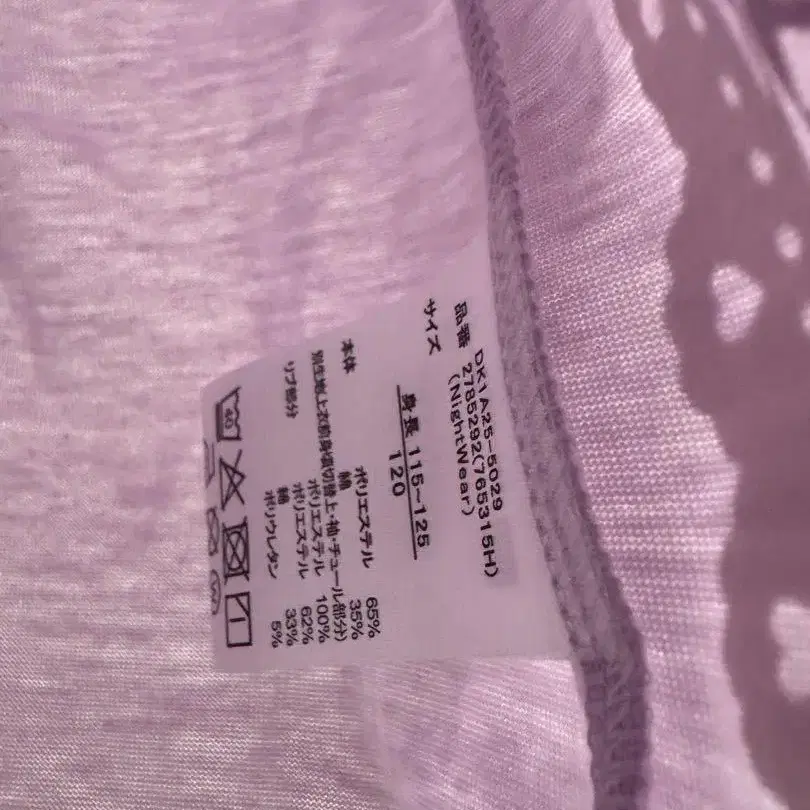 品番 DK1A25-5029
2785292(765315H)
(NightWear)
サイズ
身長 115~125
120
本体 ポリエステル 65%
綿 35%
別生地上衣前身頃切替上・袖・チュール部分)
ポリエステル 100%
リブ部分 ポリエステル 62%
綿 33%
ポリウレタン 5%
40
W